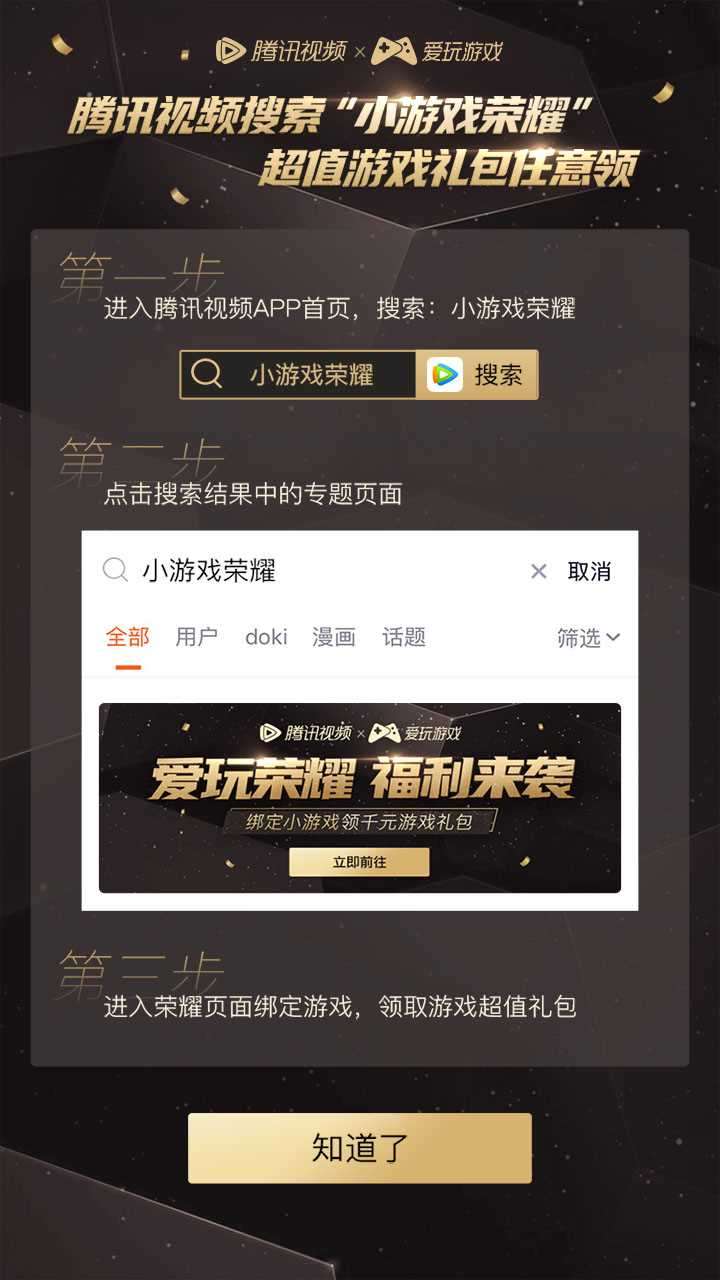 腾讯视频×爱玩游戏
腾讯视频搜索“小游戏荣耀”
超值游戏礼包任意领
第一步
进入腾讯视频APP首页，搜索：小游戏荣耀
小游戏荣耀 搜索
第二步
点击搜索结果中的专题页面
小游戏荣耀 × 取消
全部 用户 doki 漫画 话题 筛选
腾讯视频×爱玩游戏
爱玩荣耀 福利来袭
绑定小游戏领千元游戏礼包
立即前往
第三步
进入荣耀页面绑定游戏，领取游戏超值礼包
知道了